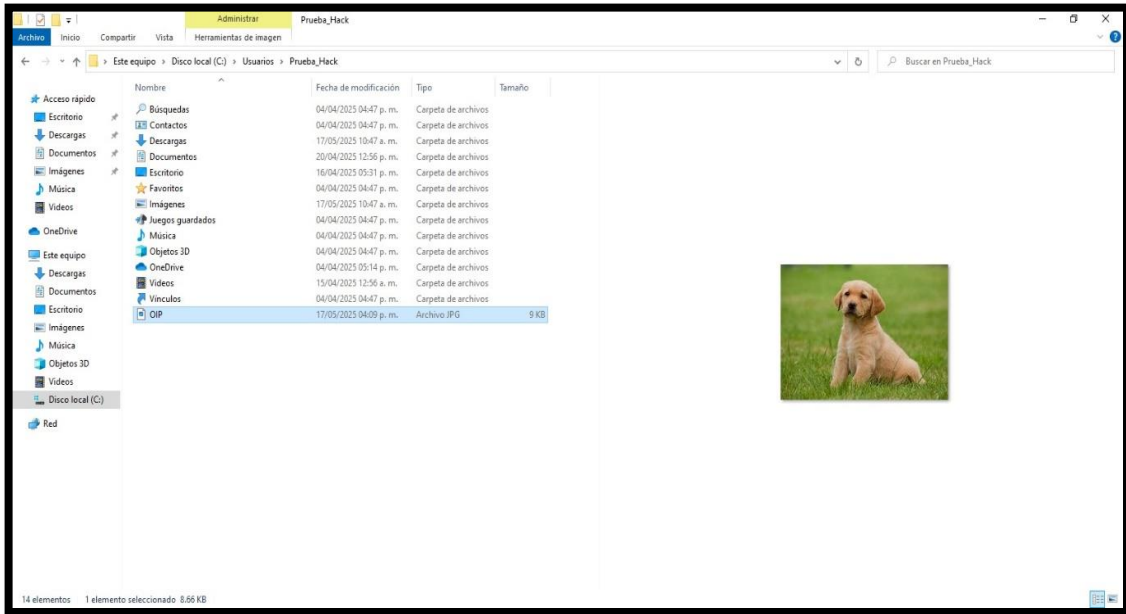 Administrar Prueba_Hack
Archivo Inicio Compartir Vista Herramientas de imagen
Este equipo > Disco local (C:) > Usuarios > Prueba_Hack Buscar en Prueba_Hack
Acceso rápido
Escritorio
Descargas
Documentos
Imágenes
Música
Videos
OneDrive
Este equipo
Descargas
Documentos
Escritorio
Imágenes
Música
Objetos 3D
Videos
Disco local (C:)
Red
Nombre Fecha de modificación Tipo Tamaño
Búsquedas 04/04/2025 04:47 p. m. Carpeta de archivos
Contactos 04/04/2025 04:47 p. m. Carpeta de archivos
Descargas 17/05/2025 10:47 a. m. Carpeta de archivos
Documentos 20/04/2025 12:56 p. m. Carpeta de archivos
Escritorio 16/04/2025 05:31 p. m. Carpeta de archivos
Favoritos 04/04/2025 04:47 p. m. Carpeta de archivos
Imágenes 17/05/2025 10:47 a. m. Carpeta de archivos
Juegos guardados 04/04/2025 04:47 p. m. Carpeta de archivos
Música 04/04/2025 04:47 p. m. Carpeta de archivos
Objetos 3D 04/04/2025 04:47 p. m. Carpeta de archivos
OneDrive 04/04/2025 05:14 p. m. Carpeta de archivos
Videos 15/04/2025 12:56 a. m. Carpeta de archivos
Vínculos 04/04/2025 04:47 p. m. Carpeta de archivos
OIP 17/05/2025 04:09 p. m. Archivo JPG 9 KB
14 elementos 1 elemento seleccionado 8.66 KB